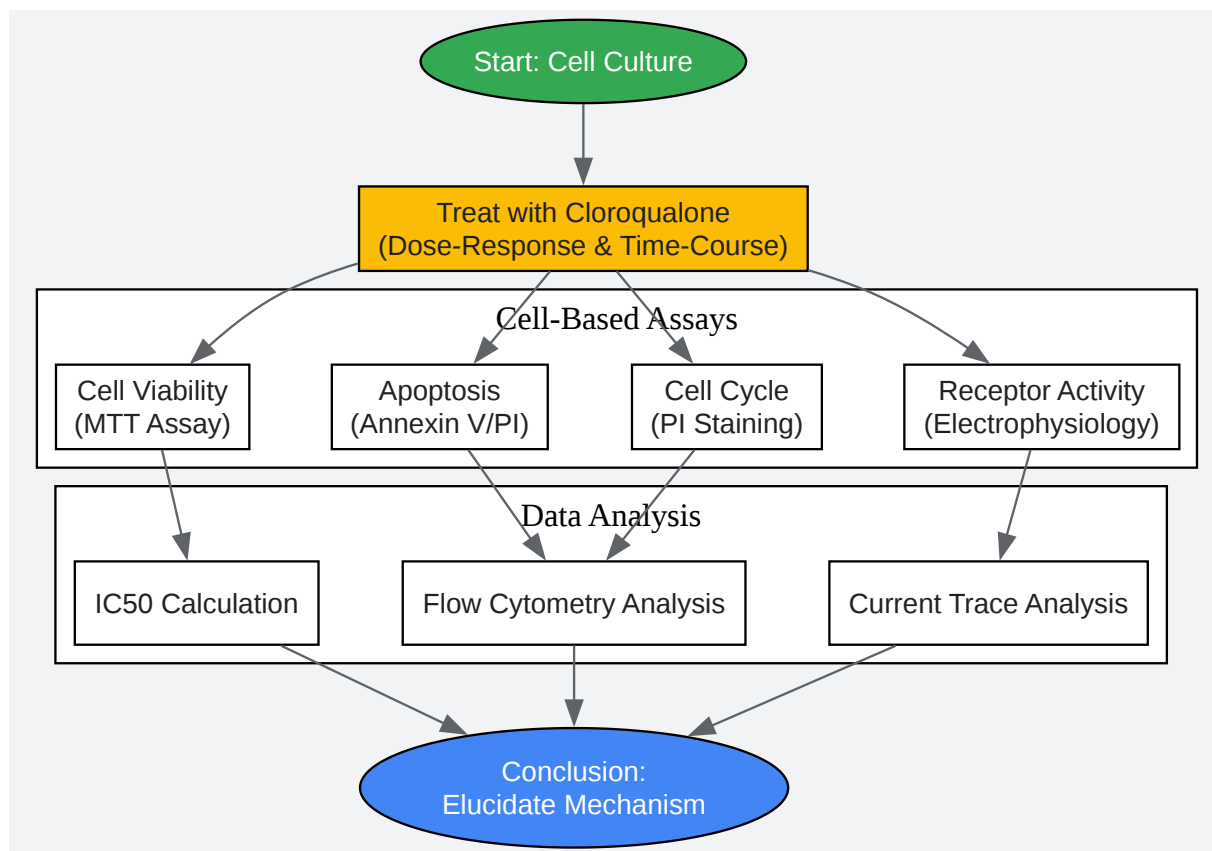 Start: Cell Culture
Treat with Cloroqualone
(Dose-Response & Time-Course)
Cell-Based Assays
Cell Viability
(MTT Assay)
Apoptosis
(Annexin V/PI)
Cell Cycle
(PI Staining)
Receptor Activity
(Electrophysiology)
Data Analysis
IC50 Calculation
Flow Cytometry Analysis
Current Trace Analysis
Conclusion:
Elucidate Mechanism